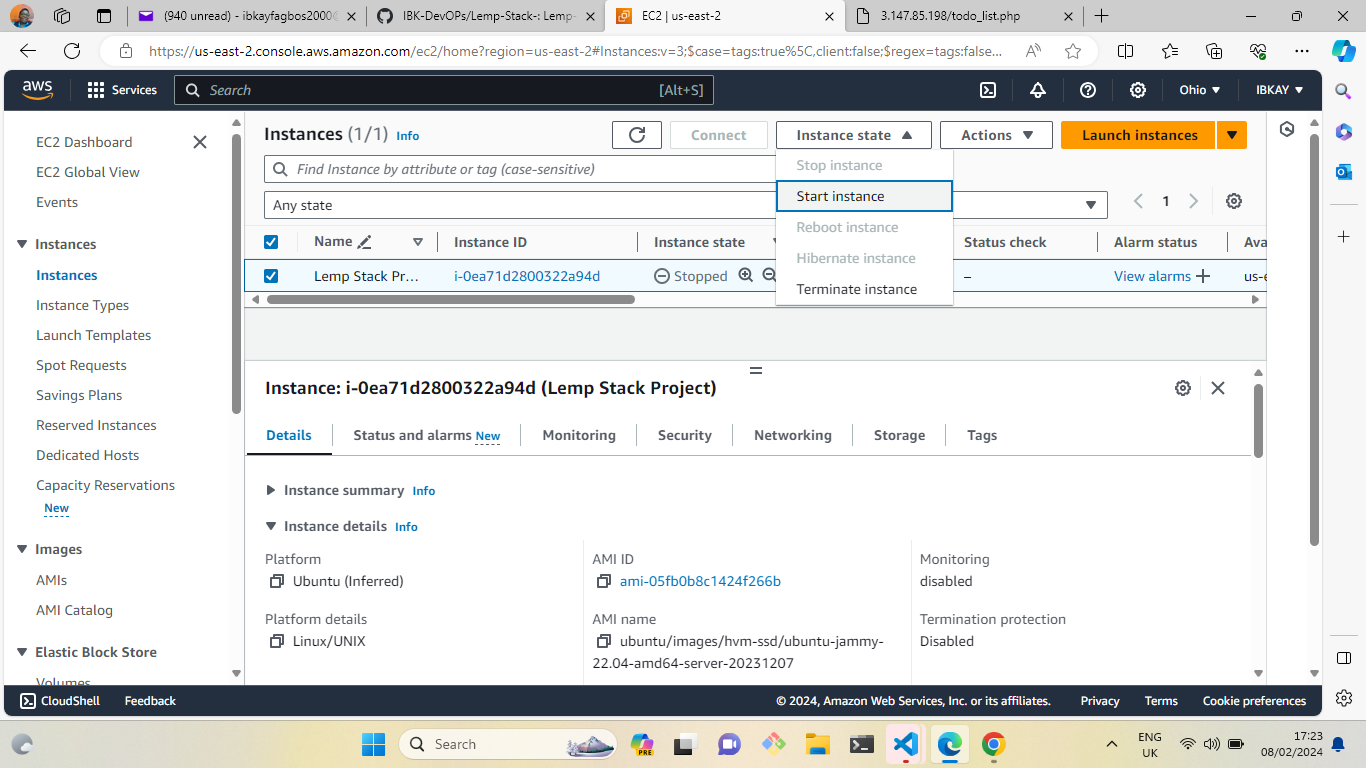 (940 unread) - ibkayfagbos2000@
IBK-DevOPs/Lemp-Stack-: Lemp-
EC2 | us-east-2
3.147.85.198/todo_list.php
https://us-east-2.console.aws.amazon.com/ec2/home?region=us-east-2#Instances:v=3;$case=tags:true%5C,client:false;$regex=tags:false...
aws
Services
Search
[Alt+S]
Ohio
IBKAY
EC2 Dashboard
EC2 Global View
Events
Instances
Instances
Instance Types
Launch Templates
Spot Requests
Savings Plans
Reserved Instances
Dedicated Hosts
Capacity Reservations
New
Images
AMIs
AMI Catalog
Elastic Block Store
Volumes
Instances (1/1) Info
Connect
Instance state
Actions
Launch instances
Find Instance by attribute or tag (case-sensitive)
Any state
1
Stop instance
Start instance
Reboot instance
Hibernate instance
Terminate instance
Name
Instance ID
Instance state
Status check
Alarm status
Ava
Lemp Stack Pr...
i-0ea71d2800322a94d
Stopped
–
View alarms
us-e
Instance: i-0ea71d2800322a94d (Lemp Stack Project)
Details
Status and alarms New
Monitoring
Security
Networking
Storage
Tags
Instance summary Info
Instance details Info
Platform
Ubuntu (Inferred)
AMI ID
ami-05fb0b8c1424f266b
Monitoring
disabled
Platform details
Linux/UNIX
AMI name
ubuntu/images/hvm-ssd/ubuntu-jammy-
22.04-amd64-server-20231207
Termination protection
Disabled
CloudShell
Feedback
© 2024, Amazon Web Services, Inc. or its affiliates.
Privacy
Terms
Cookie preferences
Search
PRE
ENG
UK
17:23
08/02/2024